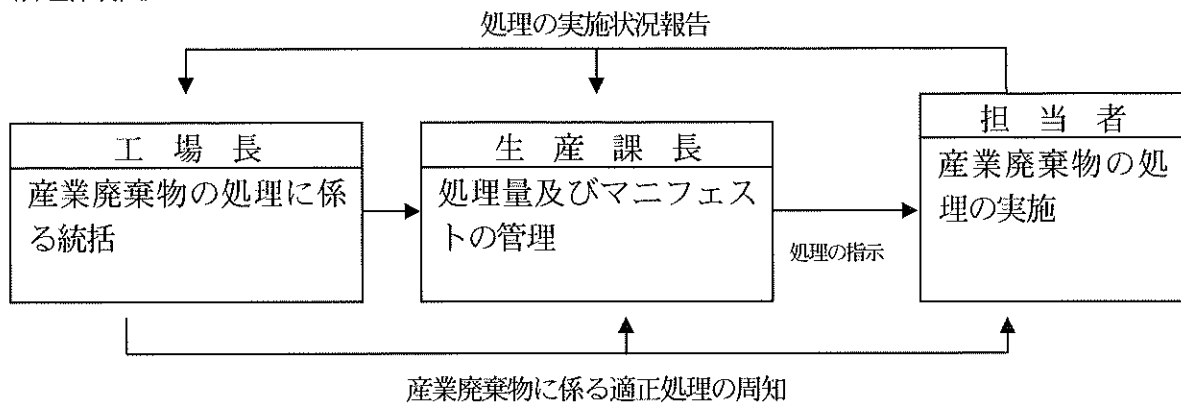 処理の実施状況報告
工 場 長
産業廃棄物の処理に係
る統括
生 産 課 長
処理量及びマニフェス
トの管理
処理の指示
担 当 者
産業廃棄物の処
理の実施
産業廃棄物に係る適正処理の周知